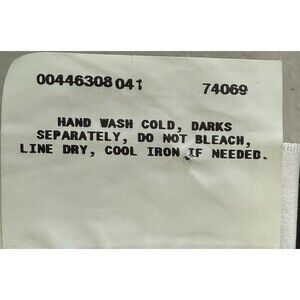 00446308 041 74069
HAND WASH COLD, DARKS
SEPARATELY, DO NOT BLEACH,
LINE DRY, COOL IRON IF NEEDED.